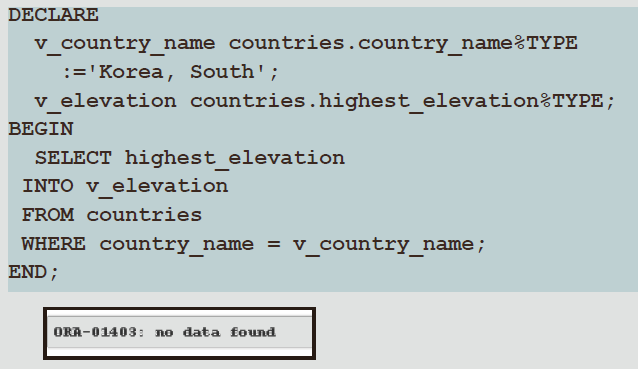 DECLARE
v_country_name countries.country_name%TYPE
:='Korea, South';
v_elevation countries.highest_elevation%TYPE;
BEGIN
SELECT highest_elevation
INTO v_elevation
FROM countries
WHERE country_name = v_country_name;
END;
ORA-01403: no data found